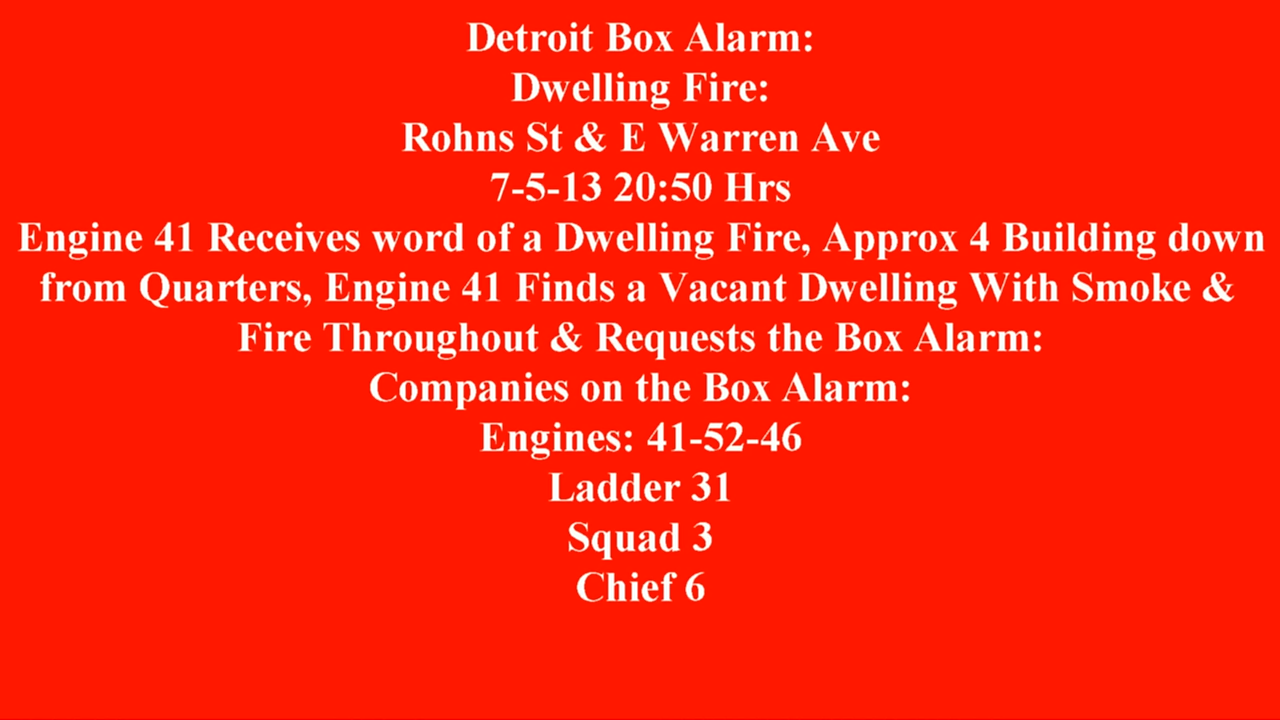 Detroit Box Alarm:
Dwelling Fire:
Rohns St & E Warren Ave
7-5-13 20:50 Hrs
Engine 41 Receives word of a Dwelling Fire, Approx 4 Building down
from Quarters, Engine 41 Finds a Vacant Dwelling With Smoke &
Fire Throughout & Requests the Box Alarm:
Companies on the Box Alarm:
Engines: 41-52-46
Ladder 31
Squad 3
Chief 6